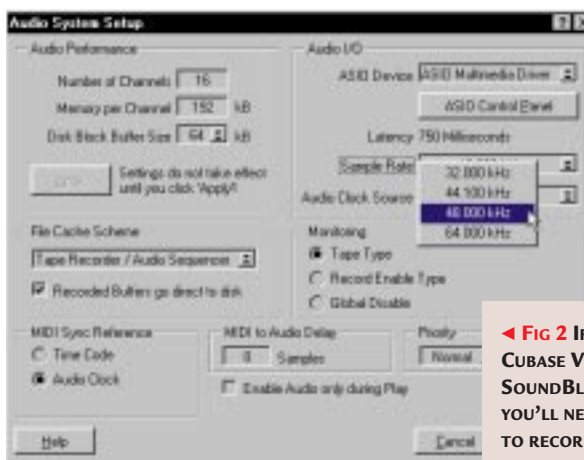 Audio System Setup
Audio Performance
Number of Channels 16
Memory per Channel 192 kB
Disk Block Buffer Size 64 kB
Settings do not take effect
until you click 'Apply'!
File Cache Scheme
Tape Recorder / Audio Sequencer
Recorded Buffers go direct to disk
Audio I/O
ASIO Device ASIO Multimedia Driver
ASIO Control Panel
Latency 750 Milliseconds
Sample Rate
32.000 kHz
44.100 kHz
48.000 kHz
64.000 kHz
Audio Clock Source
Monitoring
Tape Type
Record Enable Type
Global Disable
MIDI Sync Reference
Time Code
Audio Clock
MIDI to Audio Delay
0 Samples
Enable Audio only during Play
Priority
Normal
Help
Cancel
◄ FIG 2
CUBASE
YOU'LL
TO